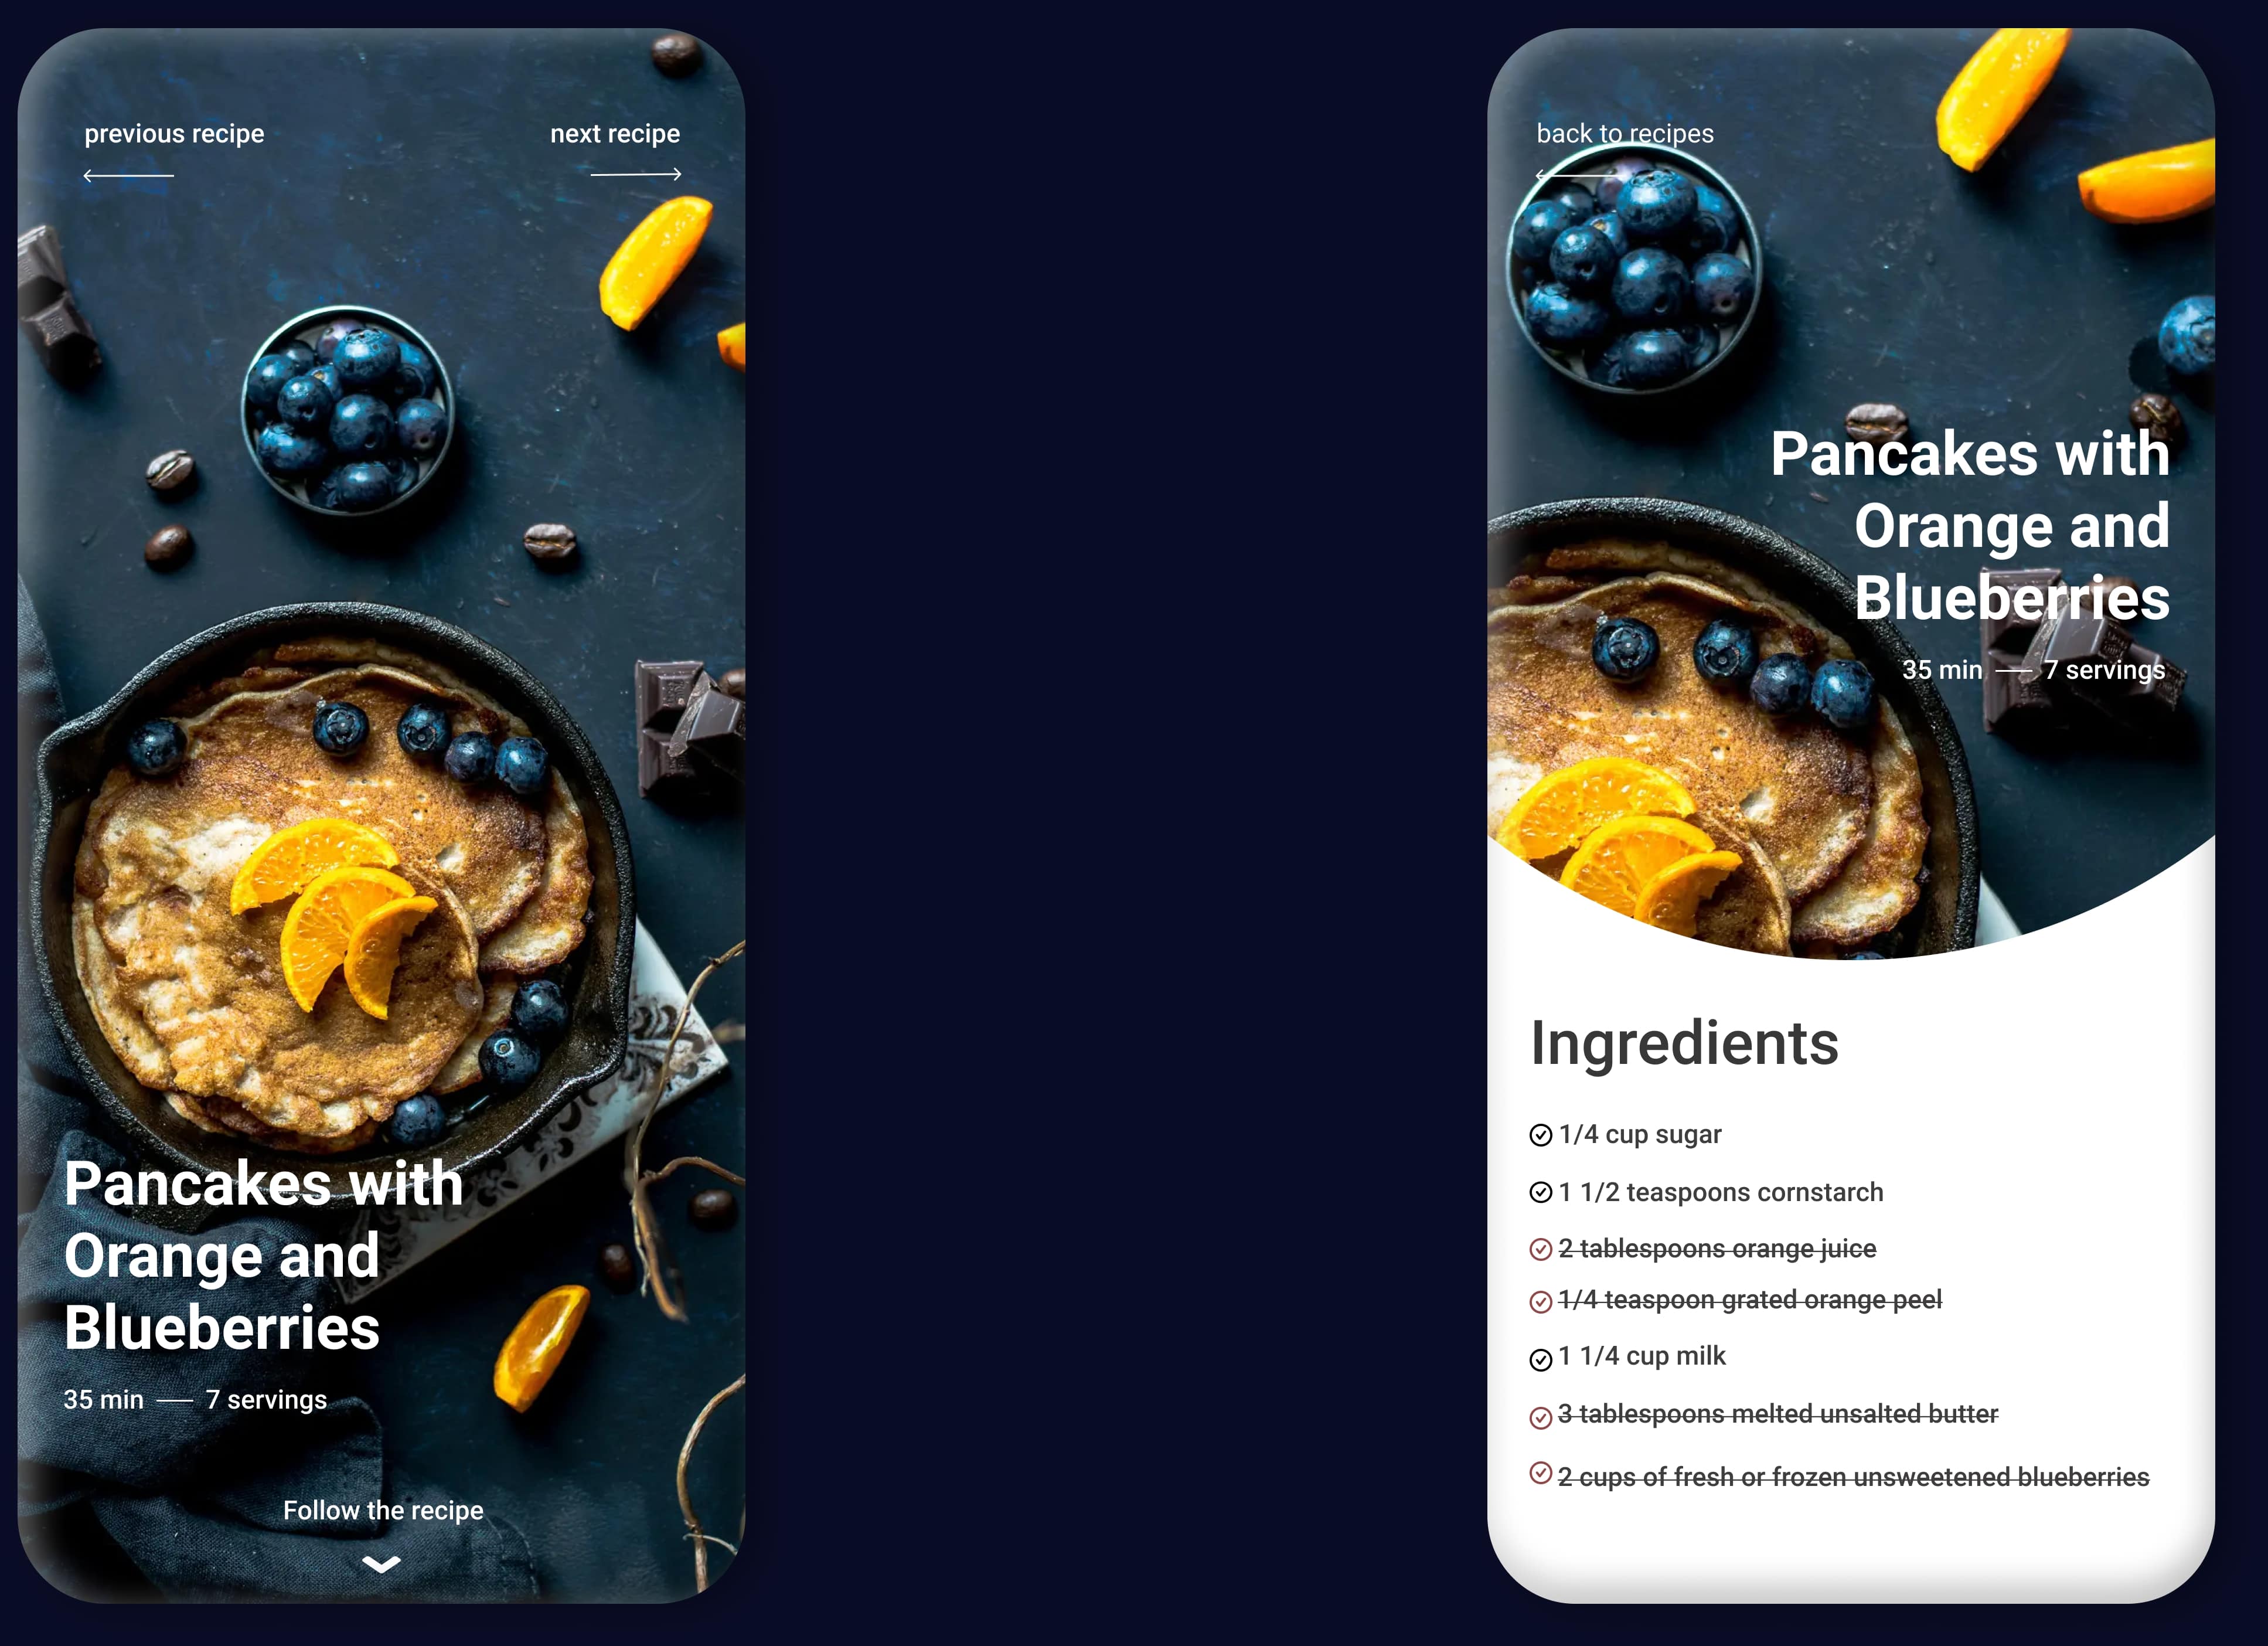 previous recipe
next recipe
Pancakes with
Orange and
Blueberries
35 min — 7 servings
Follow the recipe
back to recipes
Pancakes with
Orange and
Blueberries
35 min — 7 servings
Ingredients
1/4 cup sugar
1 1/2 teaspoons cornstarch
2 tablespoons orange juice
1/4 teaspoon grated orange peel
1 1/4 cup milk
3 tablespoons melted unsalted butter
2 cups of fresh or frozen unsweetened blueberries